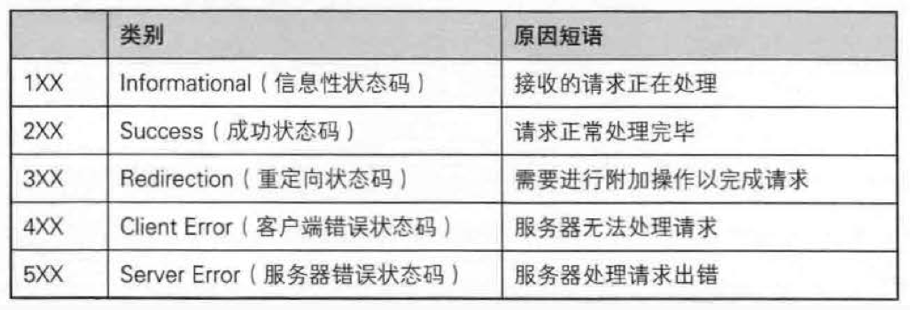 类别 原因短语
1XX Informational（信息性状态码） 接收的请求正在处理
2XX Success（成功状态码） 请求正常处理完毕
3XX Redirection（重定向状态码） 需要进行附加操作以完成请求
4XX Client Error（客户端错误状态码） 服务器无法处理请求
5XX Server Error（服务器错误状态码） 服务器处理请求出错